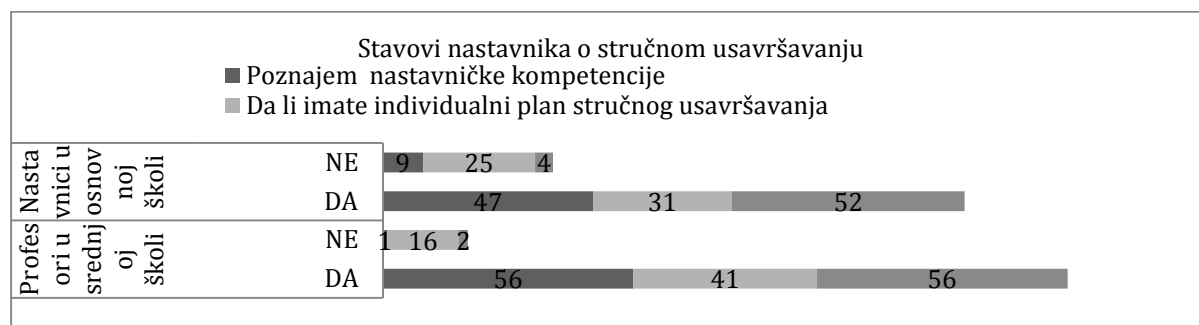 Stavovi nastavnika o stručnom usavršavanju
Poznajem nastavničke kompetencije
Da li imate individualni plan stručnog usavršavanja
Nasta
vnici u
osnov
noj
školi
NE
9 25 4
DA
47 31 52
Profes
ori u
srednj
oj
školi
NE
1 16 2
DA
56 41 56